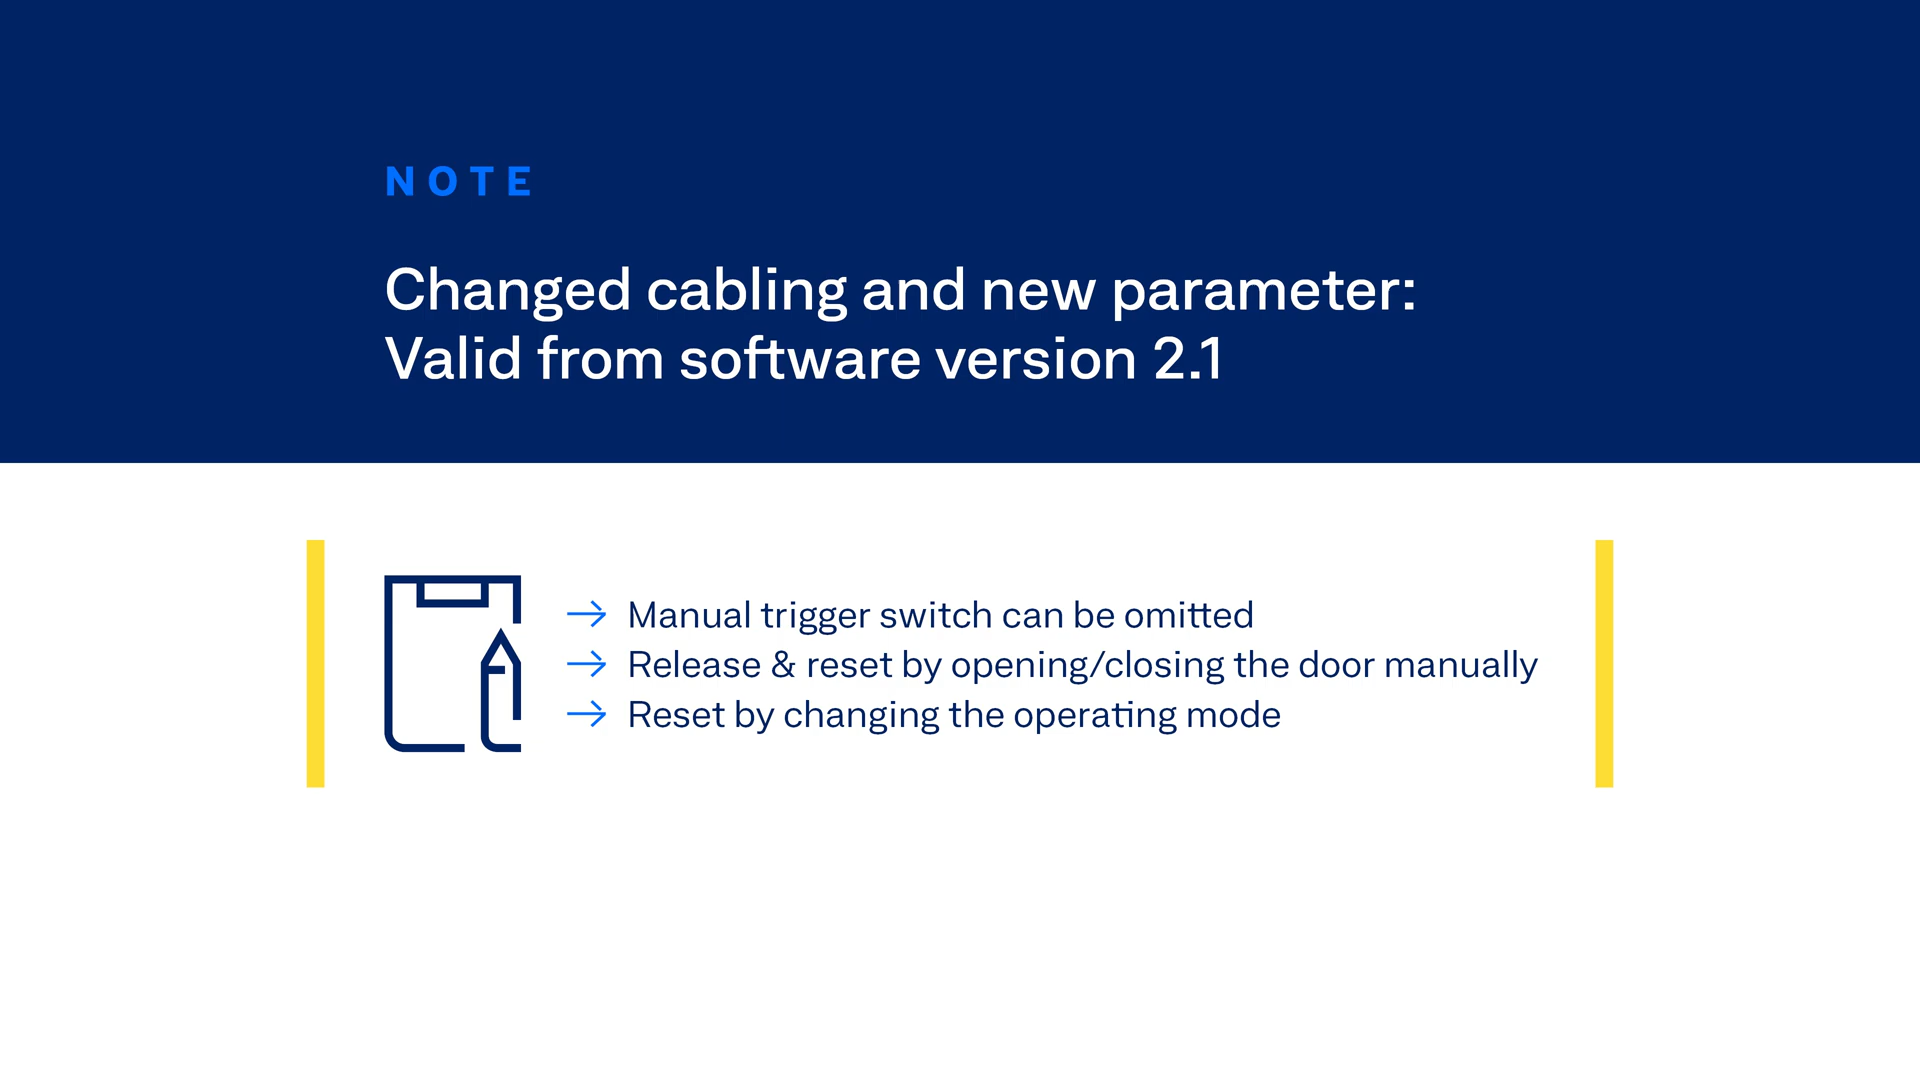 NOTE
Changed cabling and new parameter:
Valid from software version 2.1
→ Manual trigger switch can be omitted
→ Release & reset by opening/closing the door manually
→ Reset by changing the operating mode